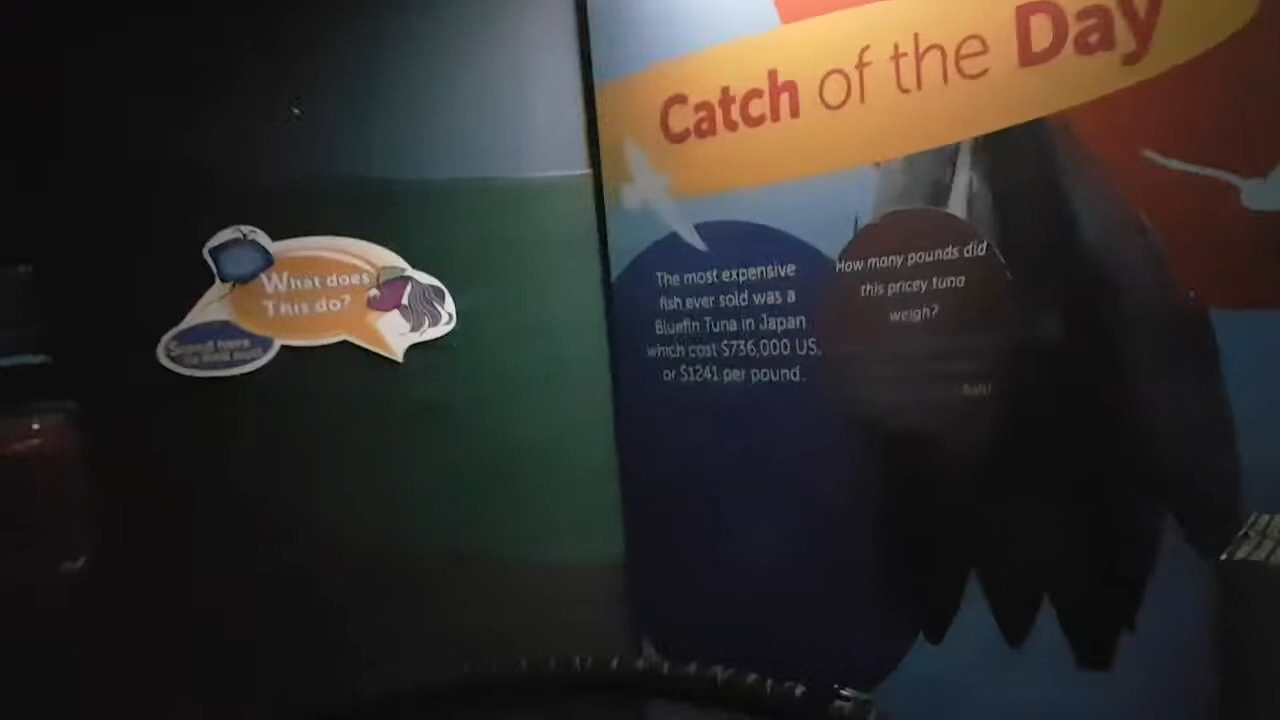 Catch of the Day
What does
This do?
The most expensive
fish ever sold was a
Bluefin Tuna in Japan
which cost $736,000 US,
or $1241 per pound.
How many pounds did
this pricey tuna
weigh?